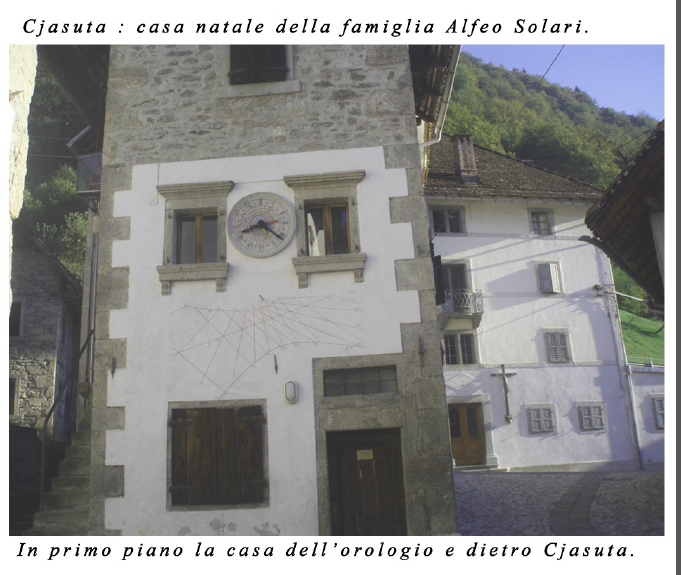 Cjasuta : casa natale della famiglia Alfeo Solari.
In primo piano la casa dell'orologio e dietro Cjasuta.